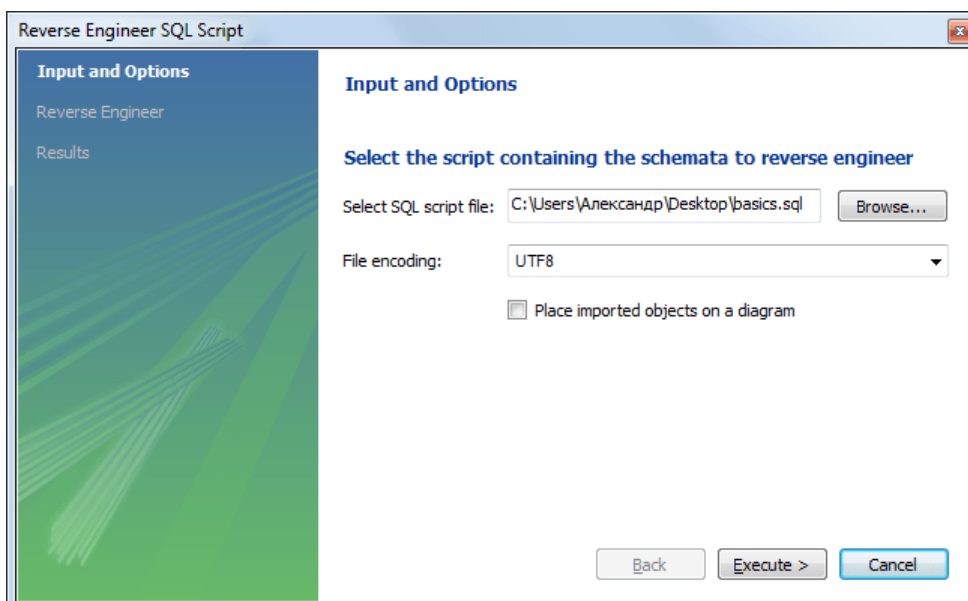 Reverse Engineer SQL Script
Input and Options
Reverse Engineer
Results
Input and Options
Select the script containing the schemata to reverse engineer
Select SQL script file: C:\Users\Александр\Desktop\basics.sql Browse...
File encoding: UTF8
Place imported objects on a diagram
Back Execute > Cancel